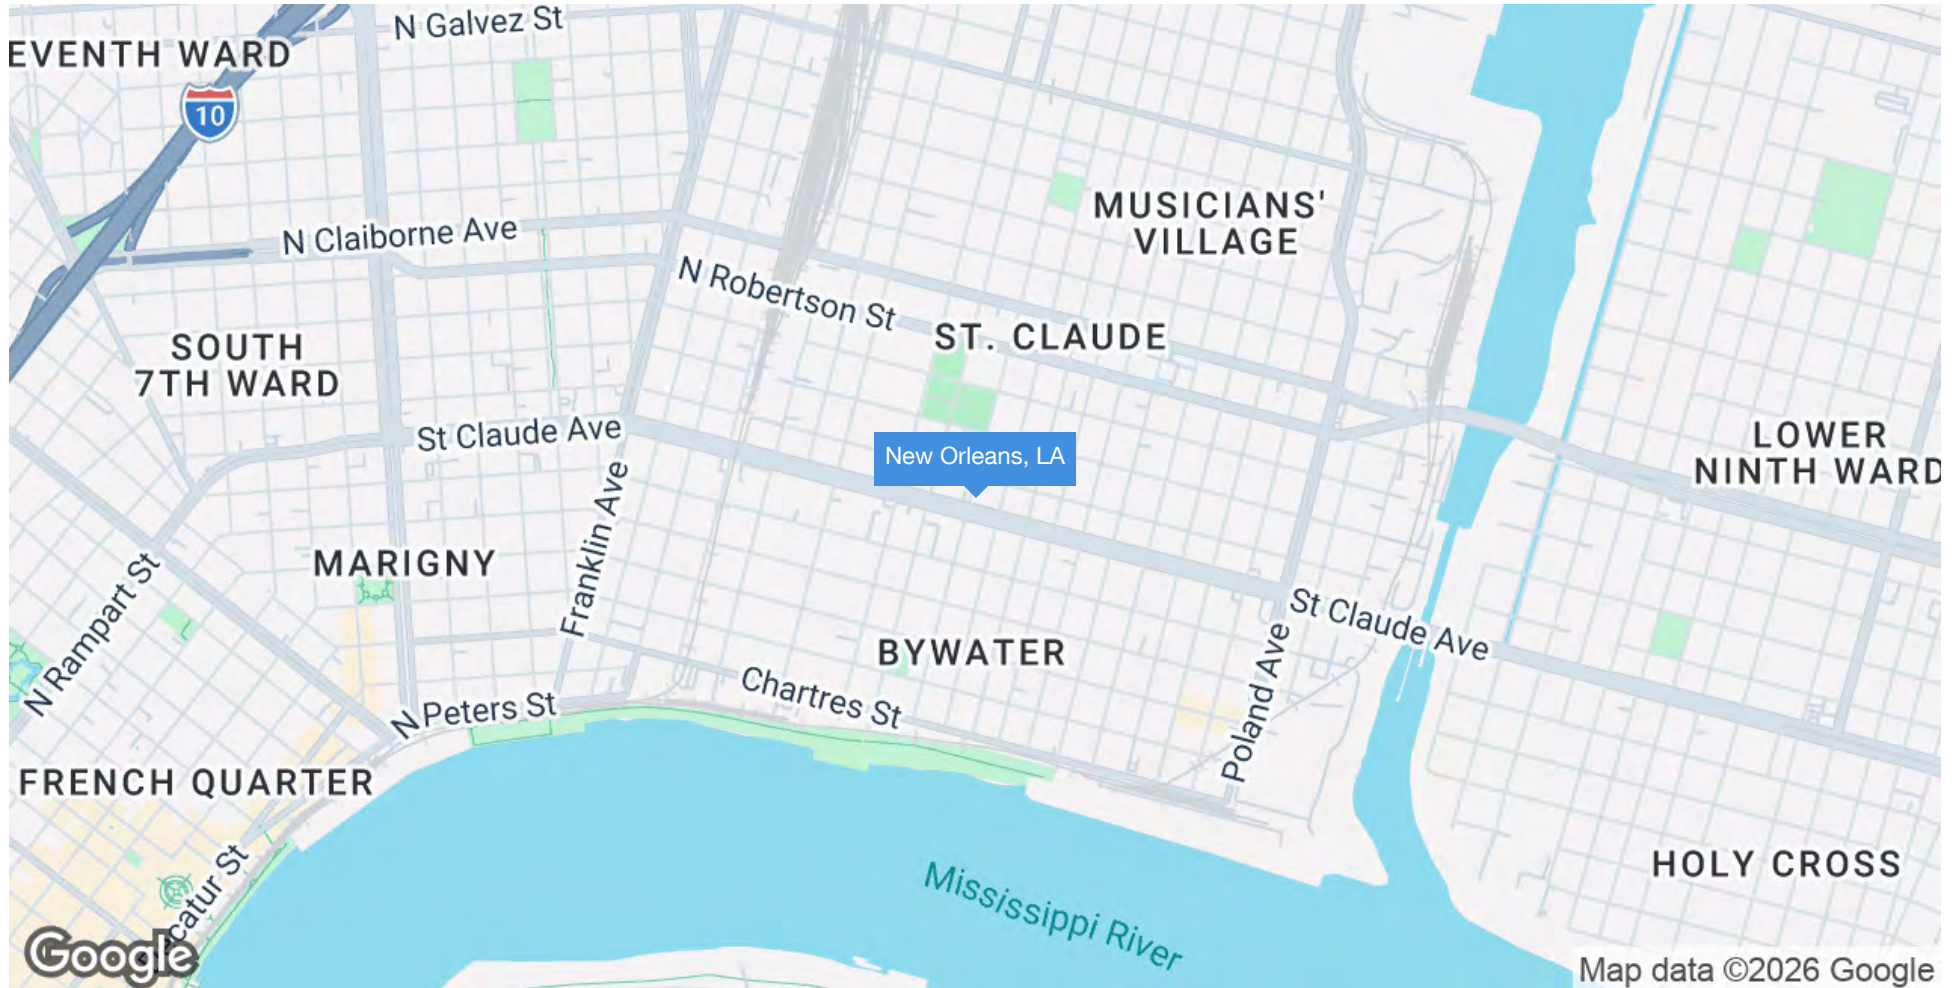 N Galvez St
EVENTH WARD
10
MUSICIANS'
VILLAGE
N Claiborne Ave
N Robertson St
ST. CLAUDE
SOUTH
7TH WARD
St Claude Ave
New Orleans, LA
LOWER
NINTH WARD
Franklin Ave
MARIGNY
N Rampart St
St Claude Ave
BYWATER
Poland Ave
Chartres St
N Peters St
FRENCH QUARTER
catur St
HOLY CROSS
Mississippi River
Google
Map data ©2026 Google